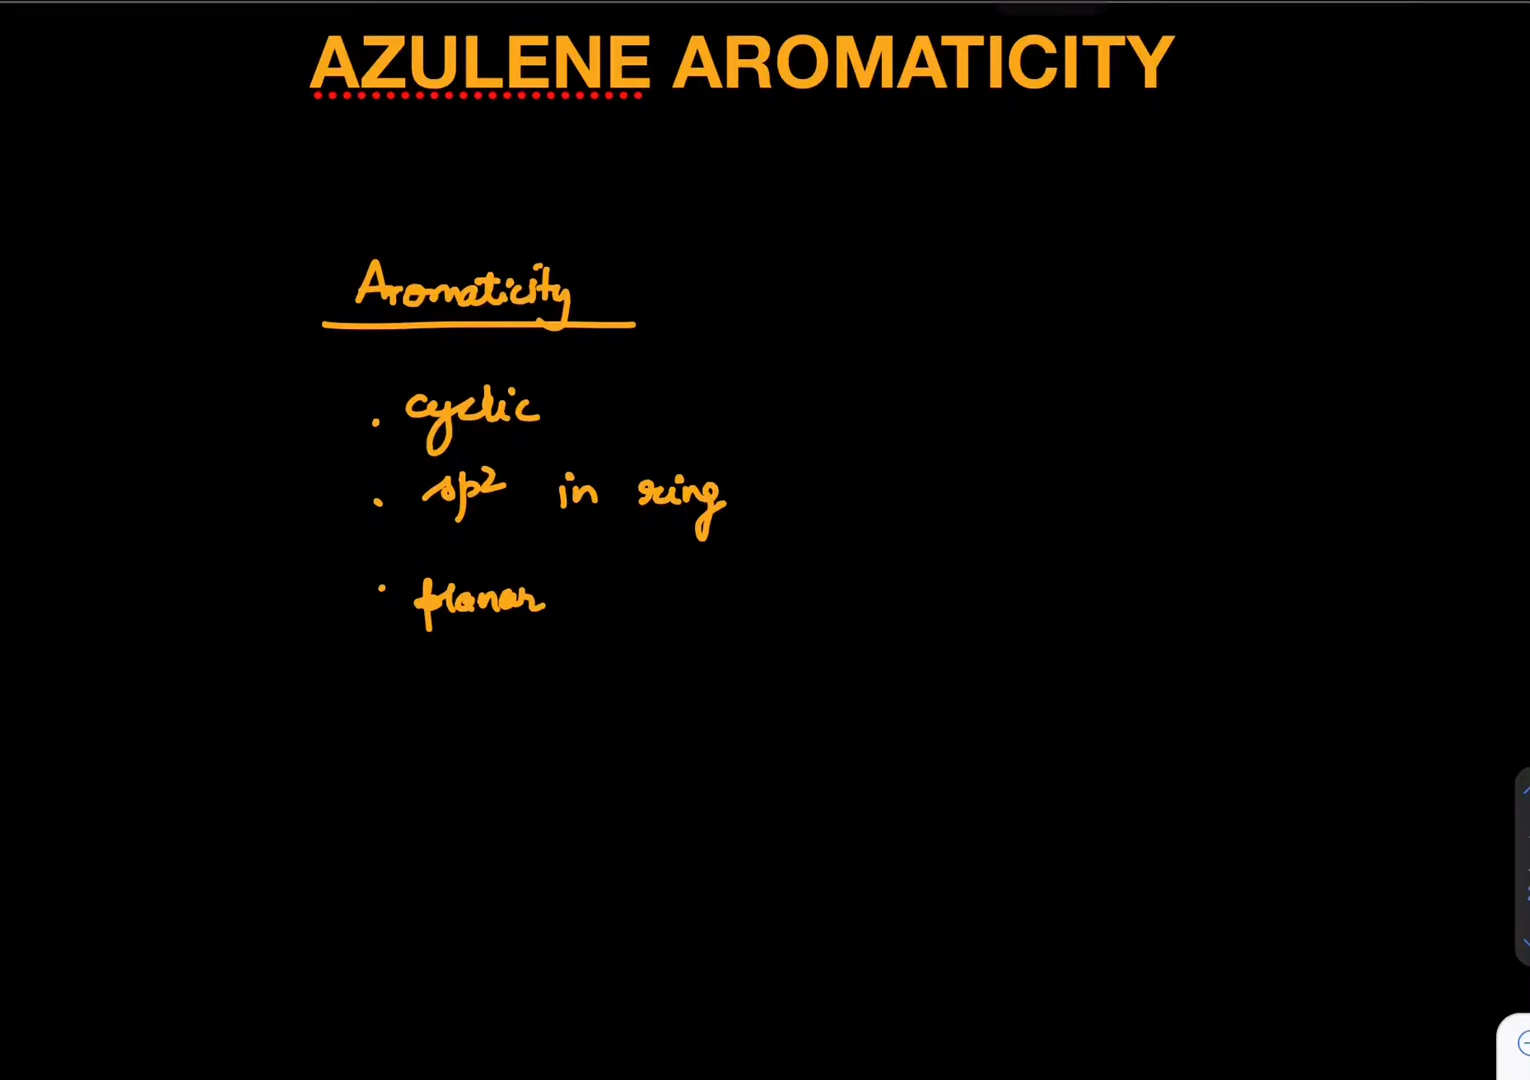 AZULENE AROMATICITY
Aromaticity
. cyclic
. sp² in ring
. planar